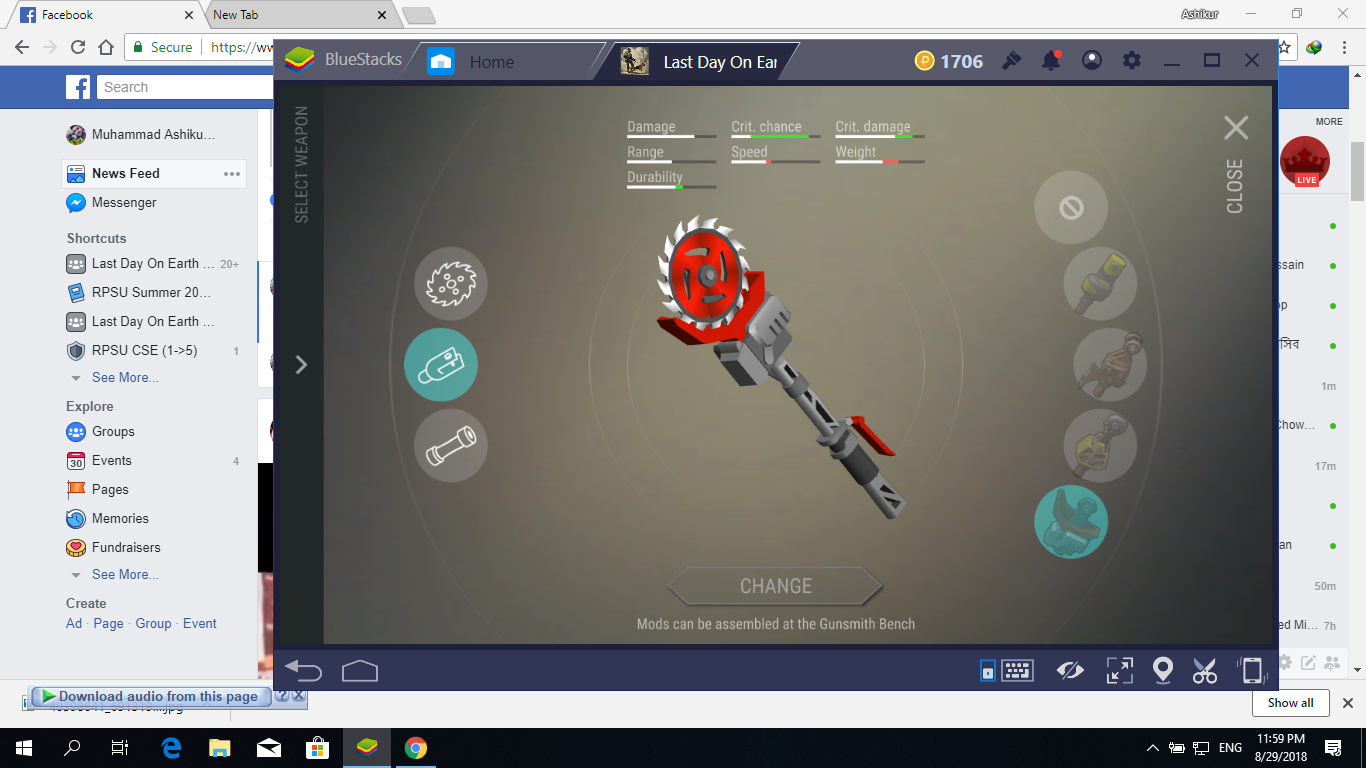 Facebook
New Tab
Ashikur
Secure
https://ww
BlueStacks
Home
Last Day On Ear
1706
Search
Muhammad Ashiku...
News Feed
Messenger
Shortcuts
Last Day On Earth ... 20+
RPSU Summer 20...
Last Day On Earth ...
RPSU CSE (1->5) 1
See More...
Explore
Groups
Events 4
30
Pages
Memories
Fundraisers
See More...
Create
Ad · Page · Group · Event
SELECT WEAPON
Damage
Crit. chance
Crit. damage
Range
Speed
Weight
Durability
CLOSE
CHANGE
Mods can be assembled at the Gunsmith Bench
MORE
LIVE
ssain
op
সিব
1m
Chow...
17m
an
50m
ed Mi... 7h
Download audio from this page
?
Show all
ENG
11:59 PM
8/29/2018